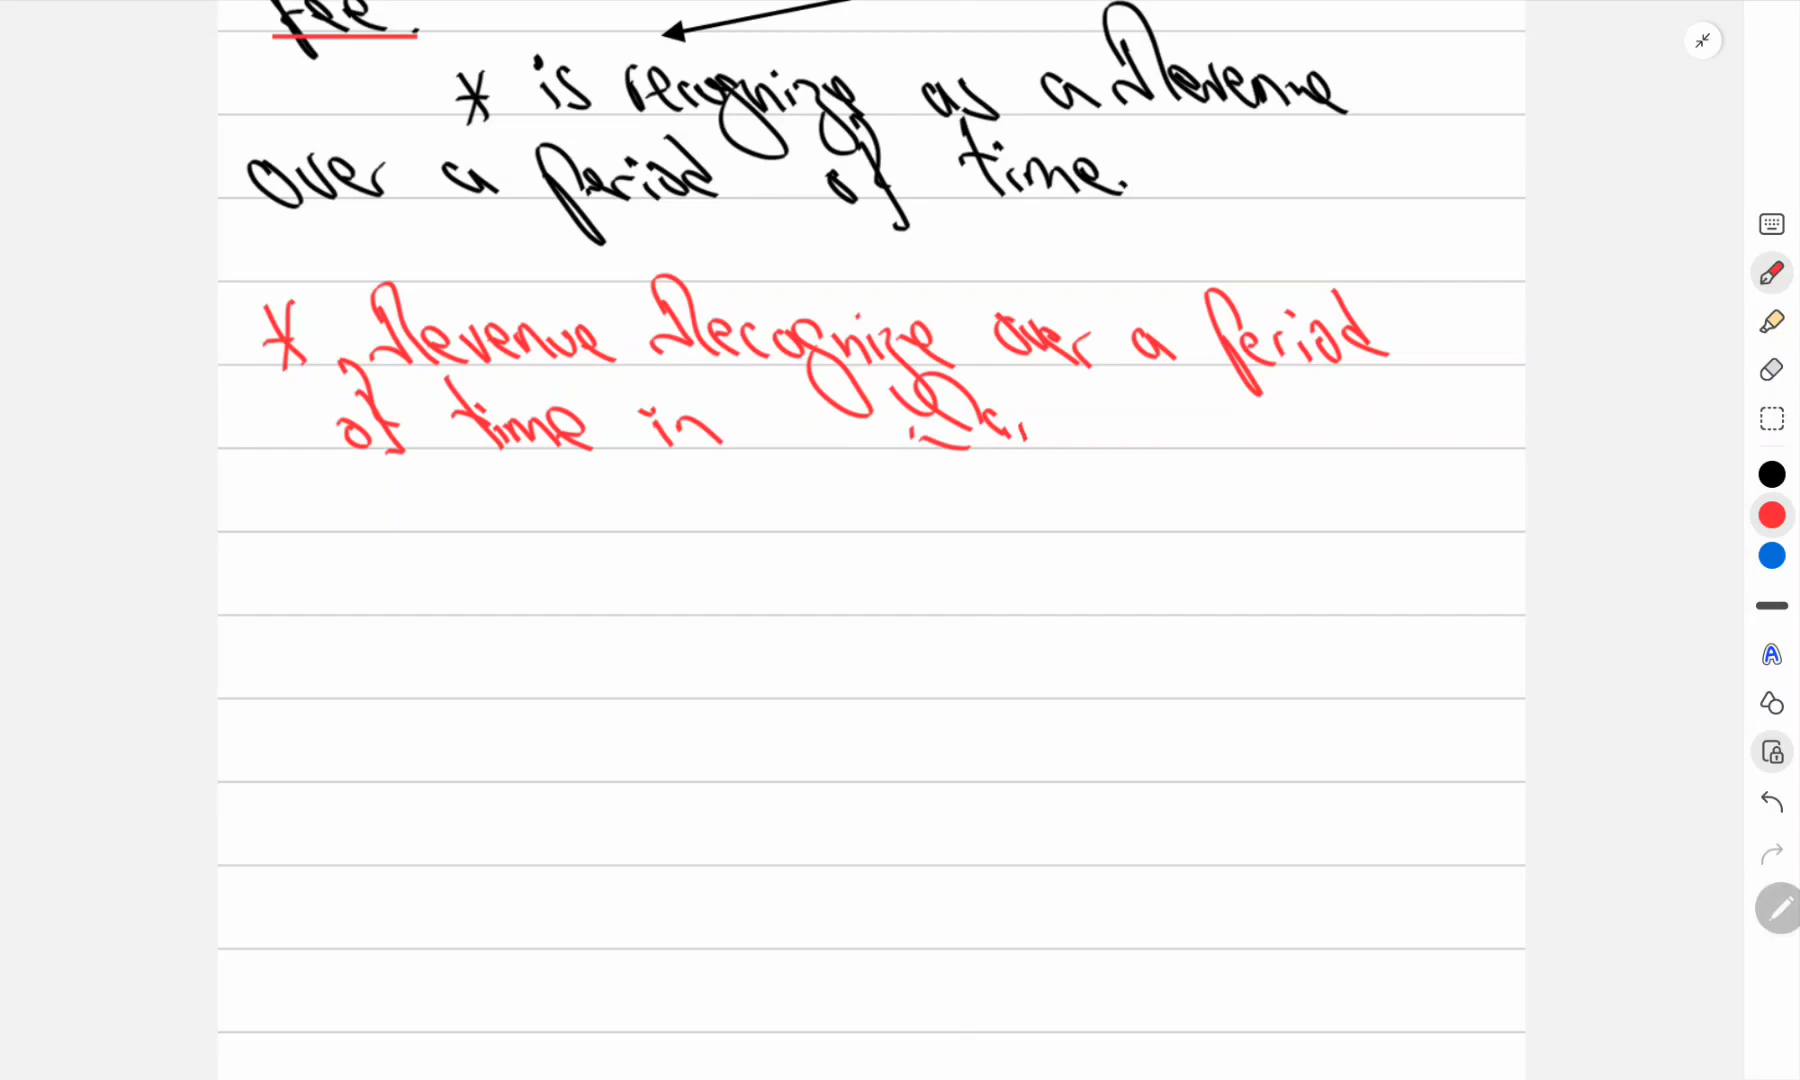 fee.
* is recognize as a Revenue
over a period of time.
* Revenue Recognize over a period
of time in